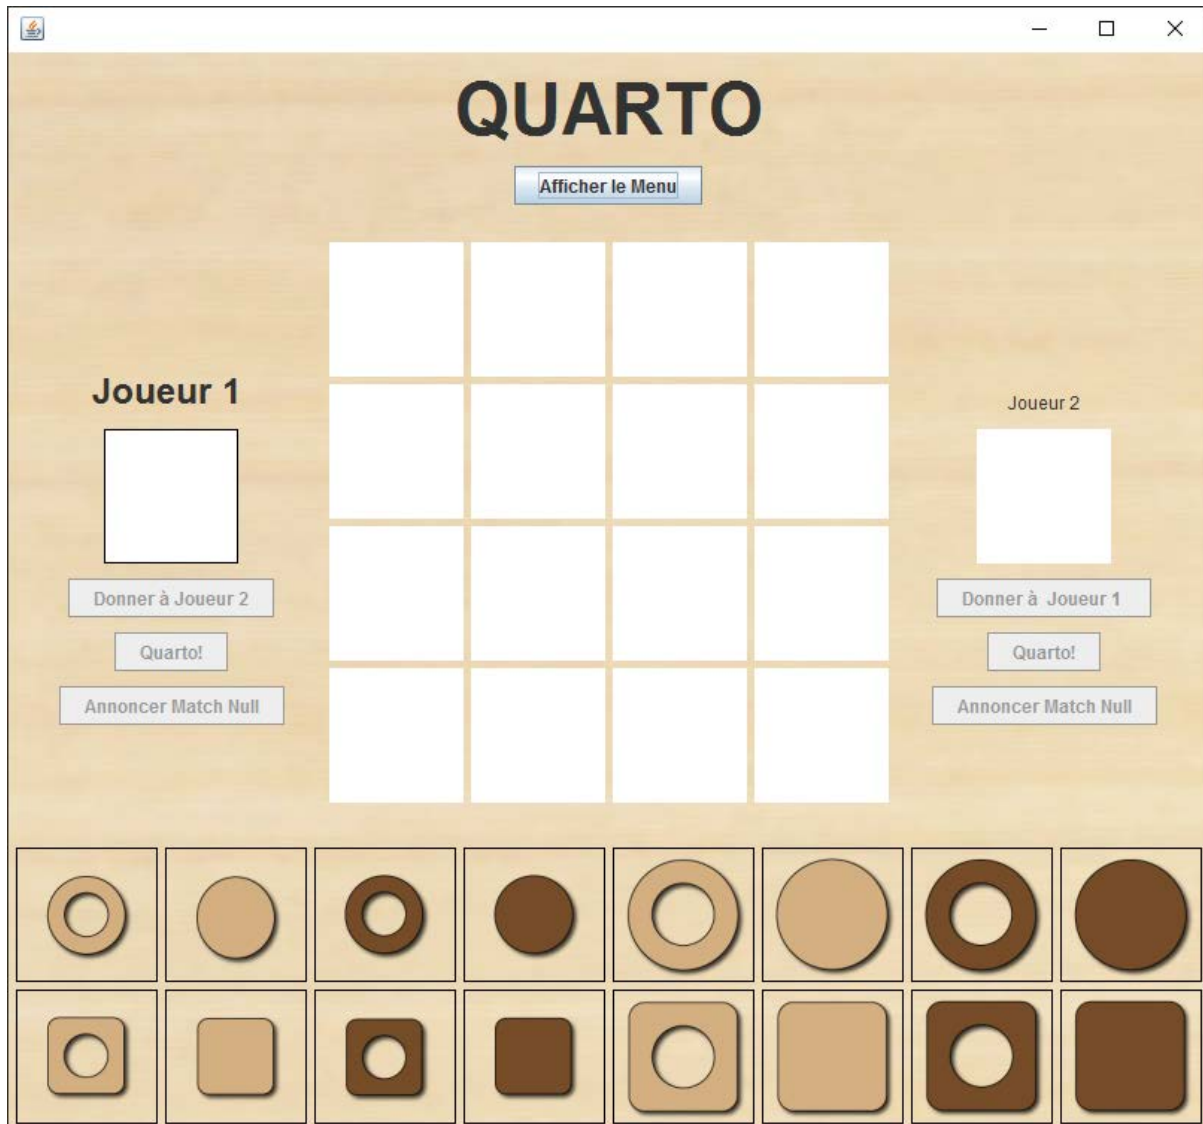 QUARTO
Afficher le Menu
Joueur 1
Donner à Joueur 2
Quarto!
Annoncer Match Null
Joueur 2
Donner à  Joueur 1
Quarto!
Annoncer Match Null